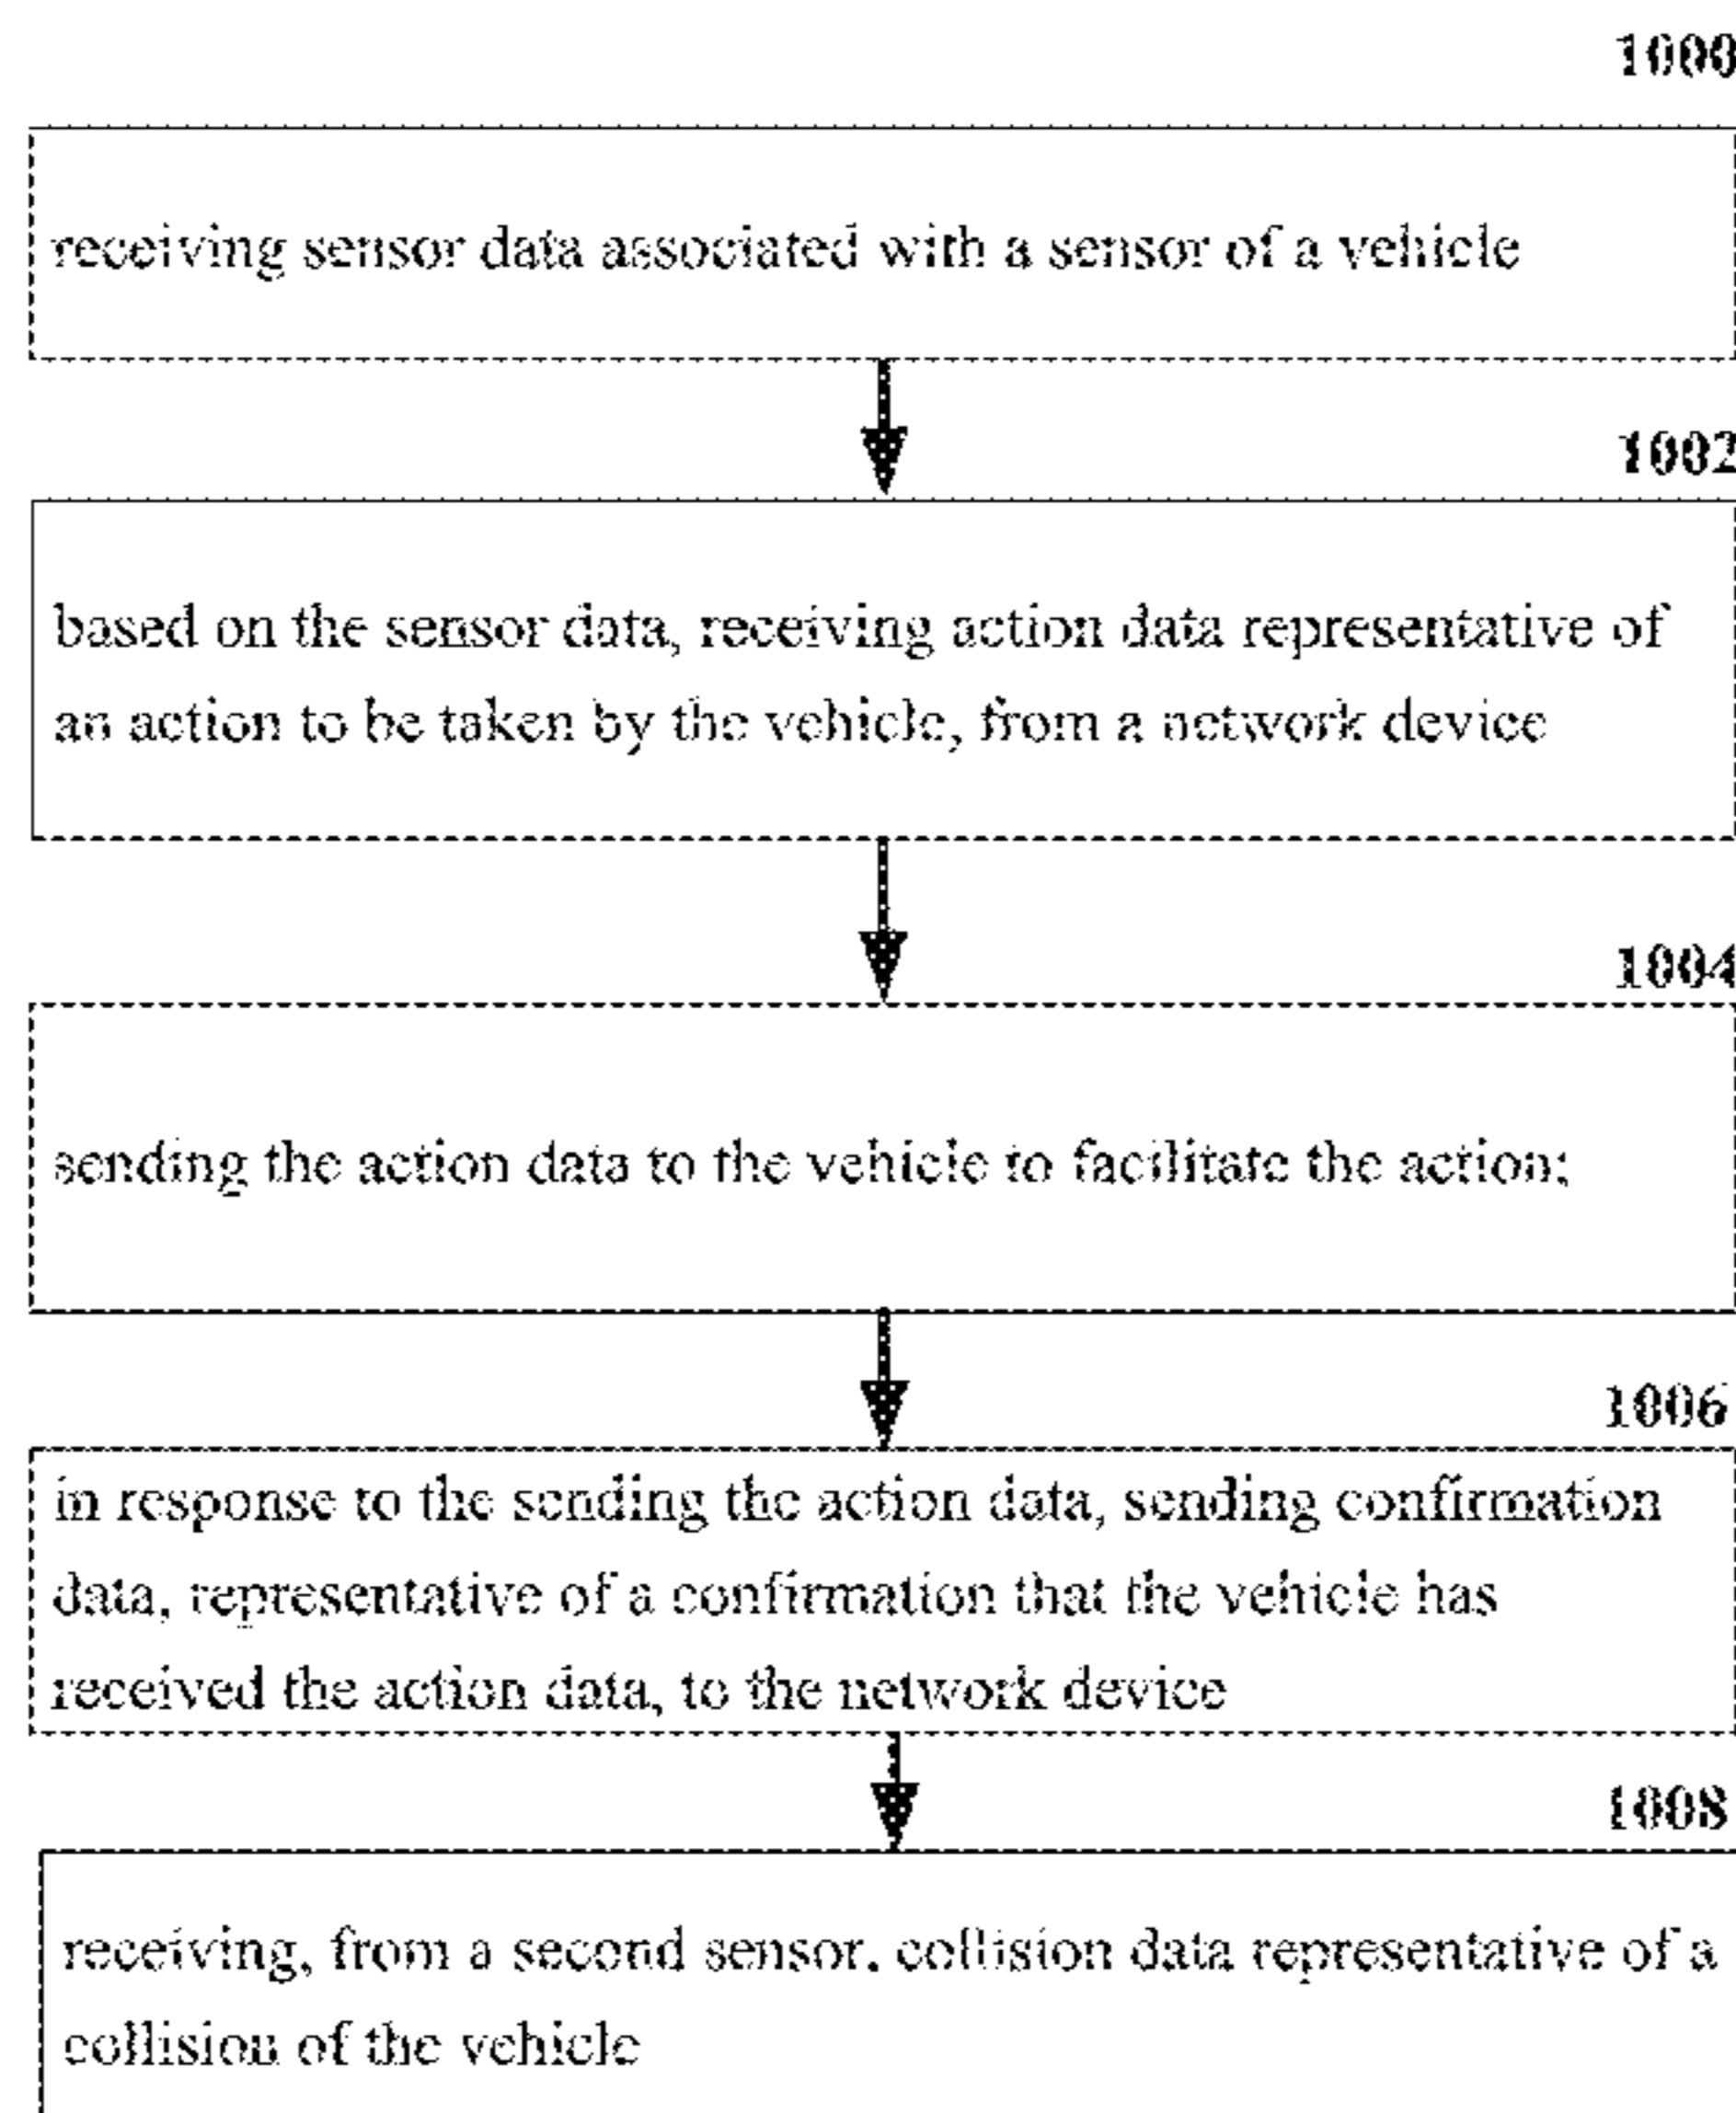 1000
receiving sensor data associated with a sensor of a vehicle
1002
based on the sensor data, receiving action data representative of
an action to be taken by the vehicle, from a network device
1004
sending the action data to the vehicle to facilitate the action;
1006
in response to the sending the action data, sending confirmation
data, representative of a confirmation that the vehicle has
received the action data, to the network device
1008
receiving, from a second sensor, collision data representative of a
collision of the vehicle